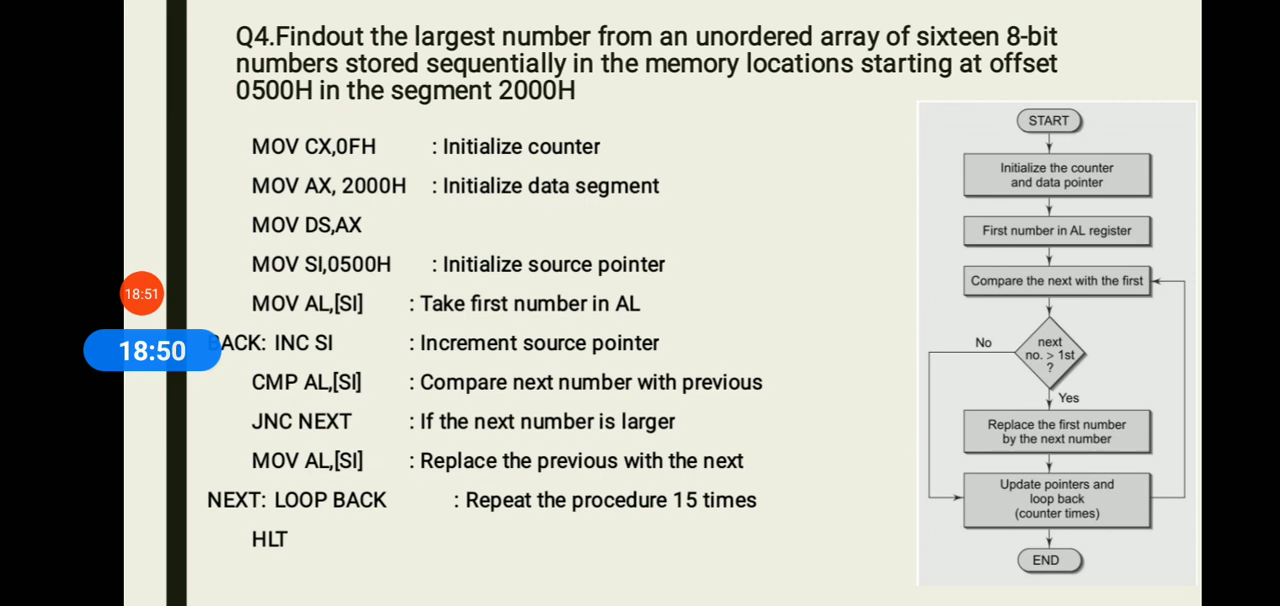 Q4.Findout the largest number from an unordered array of sixteen 8-bit
numbers stored sequentially in the memory locations starting at offset
0500H in the segment 2000H
MOV CX,0FH : Initialize counter
MOV AX, 2000H : Initialize data segment
MOV DS,AX
MOV SI,0500H : Initialize source pointer
MOV AL,[SI] : Take first number in AL
BACK: INC SI : Increment source pointer
CMP AL,[SI] : Compare next number with previous
JNC NEXT : If the next number is larger
MOV AL,[SI] : Replace the previous with the next
NEXT: LOOP BACK : Repeat the procedure 15 times
HLT
18:51
18:50
START
Initialize the counter
and data pointer
First number in AL register
Compare the next with the first
next
no. > 1st
?
No
Yes
Replace the first number
by the next number
Update pointers and
loop back
(counter times)
END